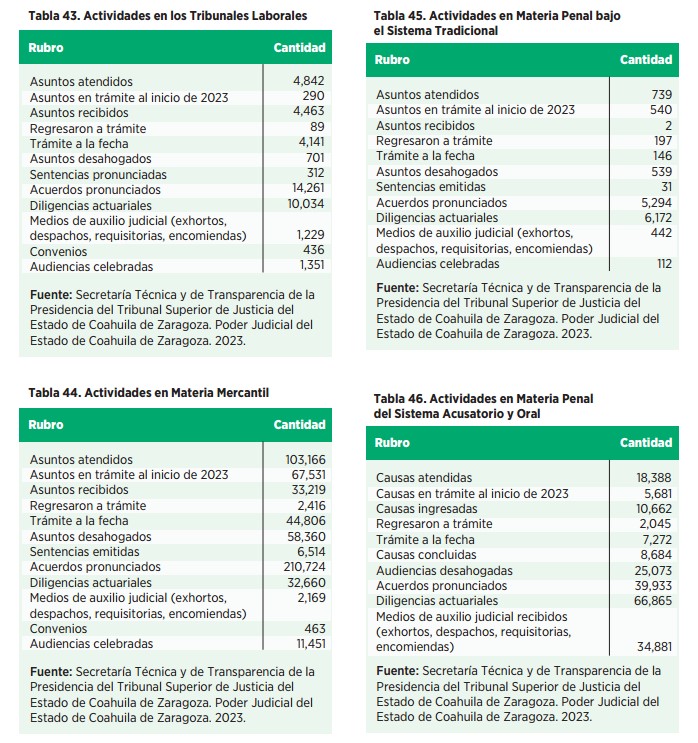 Tabla 43. Actividades en los Tribunales Laborales
Rubro Cantidad
Asuntos atendidos 4,842
Asuntos en trámite al inicio de 2023 290
Asuntos recibidos 4,463
Regresaron a trámite 89
Trámite a la fecha 4,141
Asuntos desahogados 701
Sentencias pronunciadas 312
Acuerdos pronunciados 14,261
Diligencias actuariales 10,034
Medios de auxilio judicial (exhortos,
despachos, requisitorias, encomiendas) 1,229
Convenios 436
Audiencias celebradas 1,351
Fuente: Secretaría Técnica y de Transparencia de la
Presidencia del Tribunal Superior de Justicia del
Estado de Coahuila de Zaragoza. Poder Judicial del
Estado de Coahuila de Zaragoza. 2023.
Tabla 44. Actividades en Materia Mercantil
Rubro Cantidad
Asuntos atendidos 103,166
Asuntos en trámite al inicio de 2023 67,531
Asuntos recibidos 33,219
Regresaron a trámite 2,416
Trámite a la fecha 44,806
Asuntos desahogados 58,360
Sentencias emitidas 6,514
Acuerdos pronunciados 210,724
Diligencias actuariales 32,660
Medios de auxilio judicial (exhortos, 2,169
despachos, requisitorias, encomiendas)
Convenios 463
Audiencias celebradas 11,451
Fuente: Secretaría Técnica y de Transparencia de la
Presidencia del Tribunal Superior de Justicia del
Estado de Coahuila de Zaragoza. Poder Judicial del
Estado de Coahuila de Zaragoza. 2023.
Tabla 45. Actividades en Materia Penal bajo
el Sistema Tradicional
Rubro Cantidad
Asuntos atendidos 739
Asuntos en trámite al inicio de 2023 540
Asuntos recibidos 2
Regresaron a trámite 197
Trámite a la fecha 146
Asuntos desahogados 539
Sentencias emitidas 31
Acuerdos pronunciados 5,294
Diligencias actuariales 6,172
Medios de auxilio judicial (exhortos, 442
despachos, requisitorias, encomiendas)
Audiencias celebradas 112
Fuente: Secretaría Técnica y de Transparencia de la
Presidencia del Tribunal Superior de Justicia del
Estado de Coahuila de Zaragoza. Poder Judicial del
Estado de Coahuila de Zaragoza. 2023.
Tabla 46. Actividades en Materia Penal
del Sistema Acusatorio y Oral
Rubro Cantidad
Causas atendidas 18,388
Causas en trámite al inicio de 2023 5,681
Causas ingresadas 10,662
Regresaron a trámite 2,045
Trámite a la fecha 7,272
Causas concluidas 8,684
Audiencias desahogadas 25,073
Acuerdos pronunciados 39,933
Diligencias actuariales 66,865
Medios de auxilio judicial recibidos
(exhortos, despachos, requisitorias,
encomiendas) 34,881
Fuente: Secretaría Técnica y de Transparencia de la
Presidencia del Tribunal Superior de Justicia del
Estado de Coahuila de Zaragoza. Poder Judicial del
Estado de Coahuila de Zaragoza. 2023.